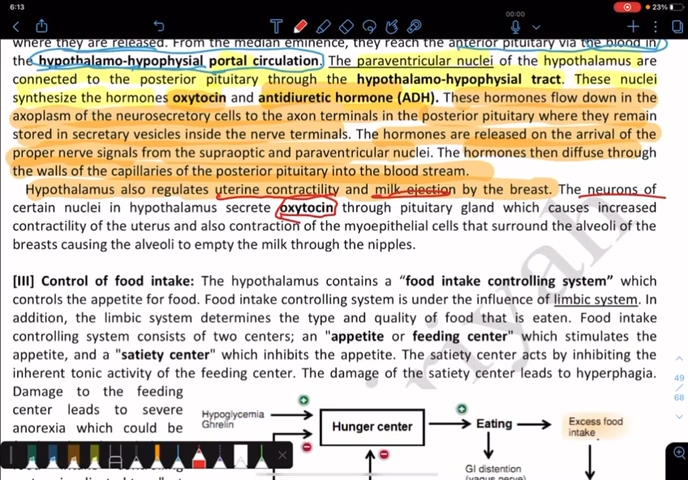 6:13
23%
00:00
where they are released. From the median eminence, they reach the anterior pituitary via the blood in
the hypothalamo-hypophysial portal circulation. The paraventricular nuclei of the hypothalamus are
connected to the posterior pituitary through the hypothalamo-hypophysial tract. These nuclei
synthesize the hormones oxytocin and antidiuretic hormone (ADH). These hormones flow down in the
axoplasm of the neurosecretory cells to the axon terminals in the posterior pituitary where they remain
stored in secretary vesicles inside the nerve terminals. The hormones are released on the arrival of the
proper nerve signals from the supraoptic and paraventricular nuclei. The hormones then diffuse through
the walls of the capillaries of the posterior pituitary into the blood stream.
Hypothalamus also regulates uterine contractility and milk ejection by the breast. The neurons of
certain nuclei in hypothalamus secrete oxytocin through pituitary gland which causes increased
contractility of the uterus and also contraction of the myoepithelial cells that surround the alveoli of the
breasts causing the alveoli to empty the milk through the nipples.
[III] Control of food intake: The hypothalamus contains a "food intake controlling system" which
controls the appetite for food. Food intake controlling system is under the influence of limbic system. In
addition, the limbic system determines the type and quality of food that is eaten. Food intake
controlling system consists of two centers; an "appetite or feeding center" which stimulates the
appetite, and a "satiety center" which inhibits the appetite. The satiety center acts by inhibiting the
inherent tonic activity of the feeding center. The damage of the satiety center leads to hyperphagia.
Damage to the feeding
center leads to severe
anorexia which could be
Hypoglycemia
Ghrelin
Hunger center
Eating
Excess food
intake
GI distention
(vagus nerve)
49
68